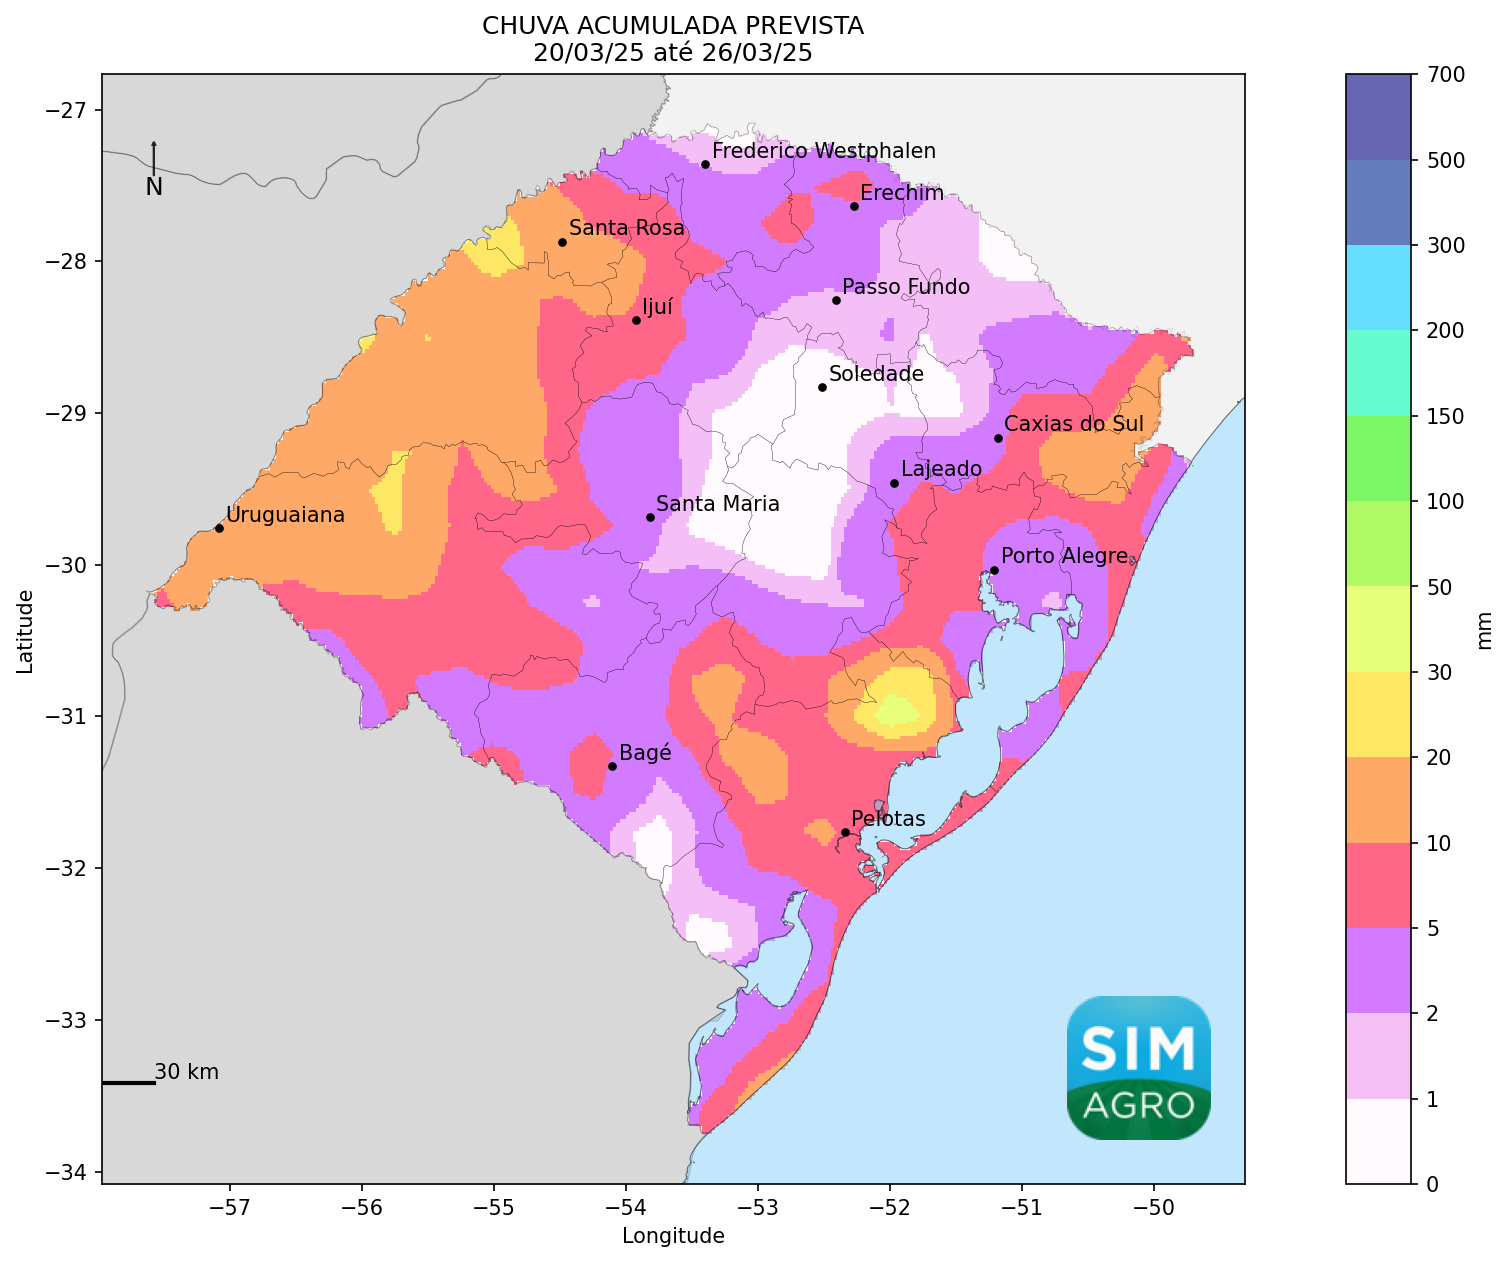 CHUVA ACUMULADA PREVISTA
20/03/25 até 26/03/25
−27
−28
−29
−30
−31
−32
−33
−34
Latitude
N
Frederico Westphalen
Erechim
Santa Rosa
Passo Fundo
Ijuí
Soledade
Caxias do Sul
Lajeado
Santa Maria
Uruguaiana
Porto Alegre
Bagé
Pelotas
30 km
SIM
AGRO
−57
−56
−55
−54
−53
−52
−51
−50
Longitude
700
500
300
200
150
100
50
30
20
10
5
2
1
0
mm